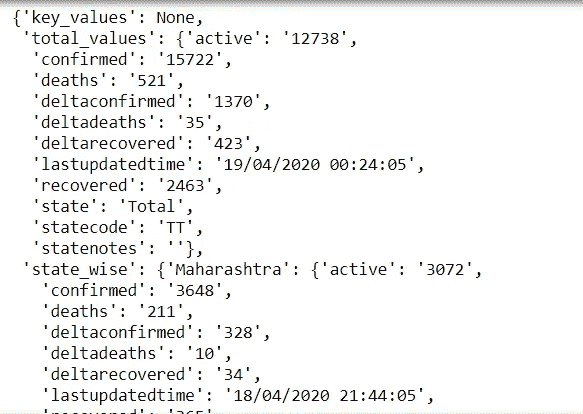 {'key_values': None,
'total_values': {'active': '12738',
'confirmed': '15722',
'deaths': '521',
'deltaconfirmed': '1370',
'deltadeaths': '35',
'deltarecovered': '423',
'lastupdatedtime': '19/04/2020 00:24:05',
'recovered': '2463',
'state': 'Total',
'statecode': 'TT',
'statenotes': ''},
'state_wise': {'Maharashtra': {'active': '3072',
'confirmed': '3648',
'deaths': '211',
'deltaconfirmed': '328',
'deltadeaths': '10',
'deltarecovered': '34',
'lastupdatedtime': '18/04/2020 21:44:05',